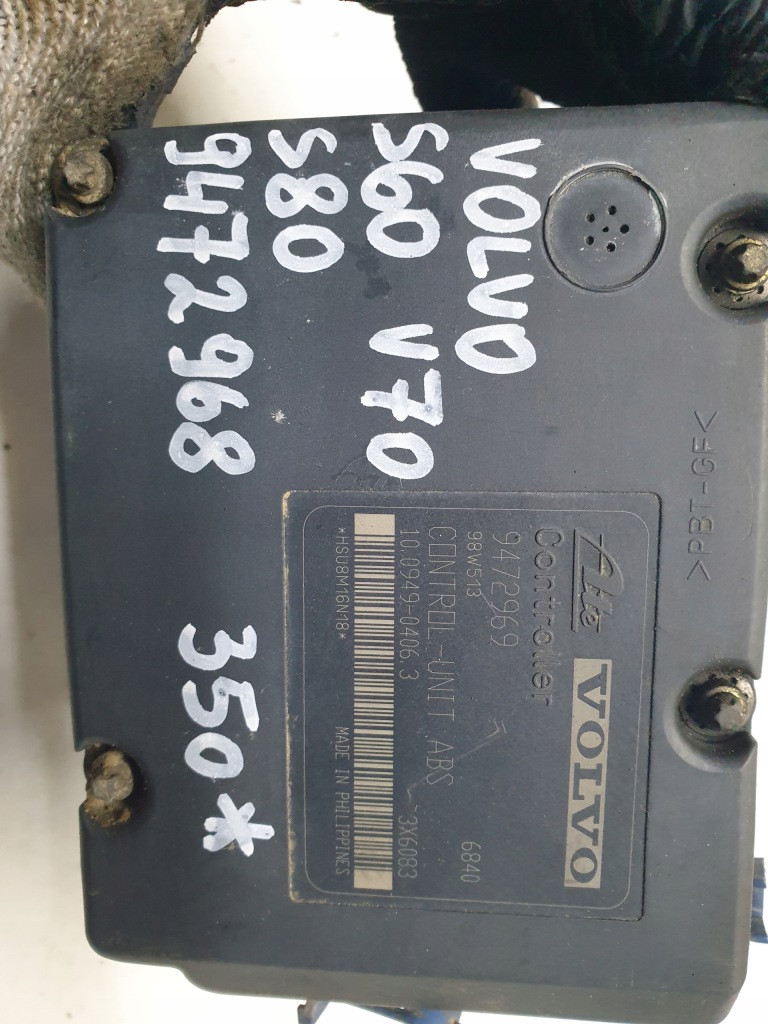 VOLVO
S60 V70
S80
9472968 350*
>PBT-GF<
Ate VOLVO
Controller
9472969
98W513 6840
CONTROL-UNIT ABS
10.0949-0406.3 3X6083
*HSU8M16N18* MADE IN PHILIPPINES